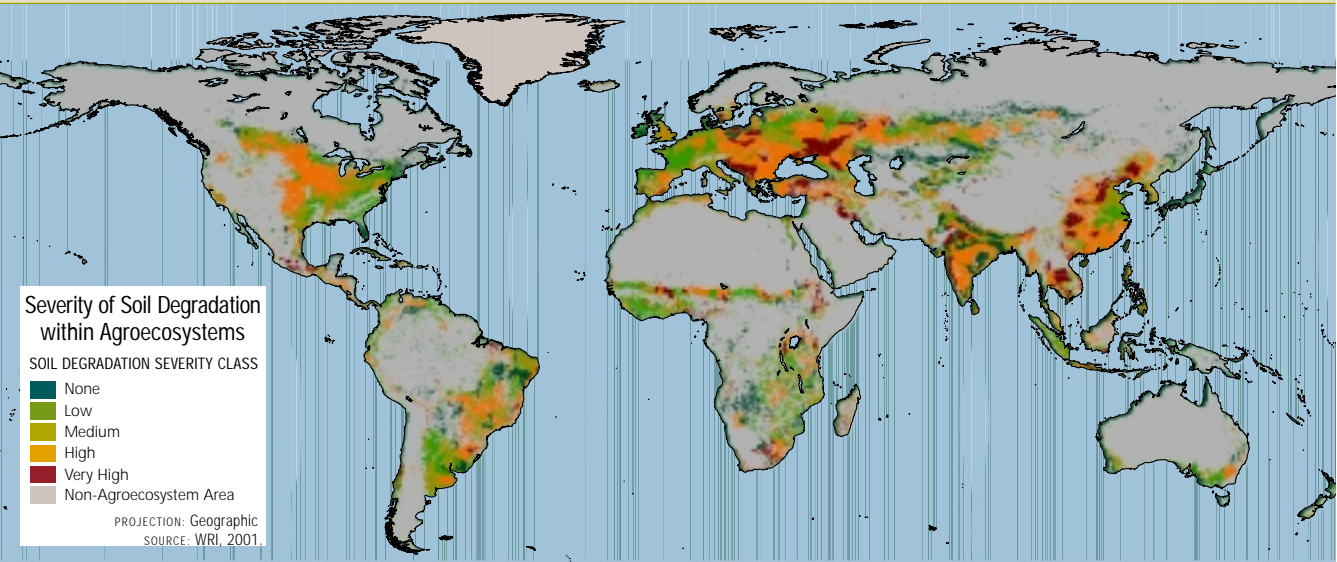 Severity of Soil Degradation
within Agroecosystems
SOIL DEGRADATION SEVERITY CLASS
None
Low
Medium
High
Very High
Non-Agroecosystem Area
PROJECTION: Geographic
SOURCE: WRI, 2001.